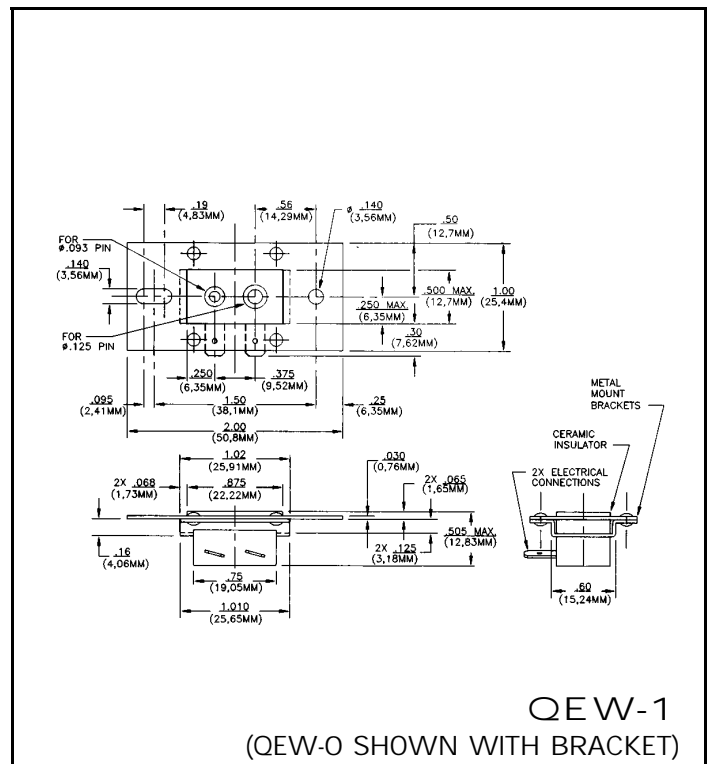 .19
(4,83MM)
.56
(14,29MM)
ø .140
(3,56MM)
.50
(12,7MM)
FOR
ø.093 PIN
.140
(3,56MM)
.500 MAX.
(12,7MM)
1.00
(25,4MM)
.250 MAX.
(6,35MM)
FOR
ø.125 PIN
.30
(7,62MM)
.250
(6,35MM)
.375
(9,52MM)
.095
(2,41MM)
1.50
(38,1MM)
.25
(6,35MM)
2.00
(50,8MM)
METAL
MOUNT
BRACKETS
1.02
(25,91MM)
CERAMIC
INSULATOR
2X .068
(1,73MM)
.875
(22,22MM)
.030
(0,76MM)
2X .065
(1,65MM)
2X ELECTRICAL
CONNECTIONS
.505 MAX.
(12,83MM)
.16
(4,06MM)
2X .125
(3,18MM)
.75
(19,05MM)
.60
(15,24MM)
1.010
(25,65MM)
QEW-1
(QEW-0 SHOWN WITH BRACKET)